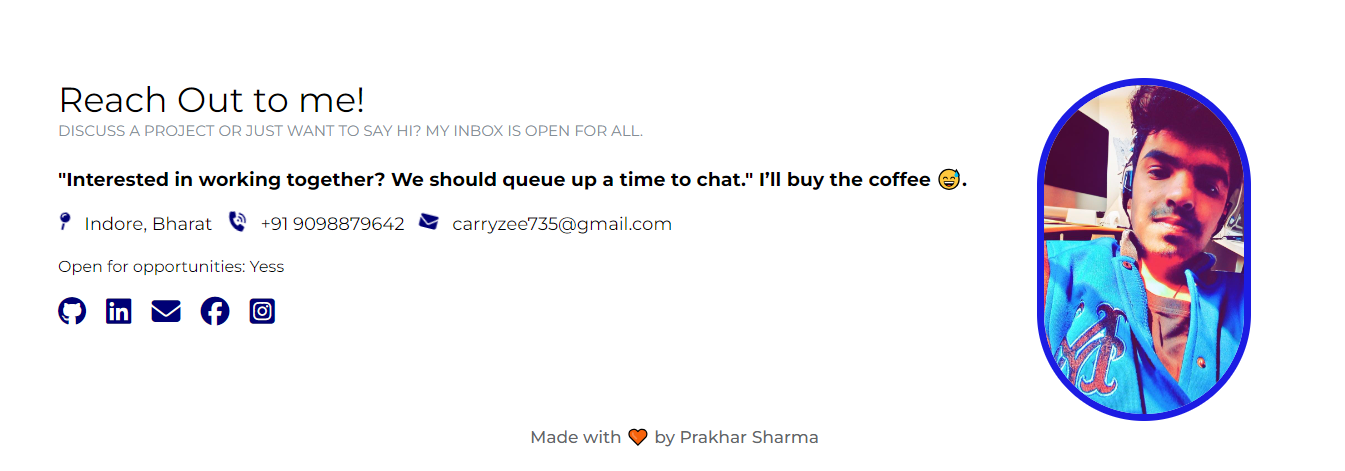 Reach Out to me!
DISCUSS A PROJECT OR JUST WANT TO SAY HI? MY INBOX IS OPEN FOR ALL.
"Interested in working together? We should queue up a time to chat." I’ll buy the coffee 😅.
Indore, Bharat +91 9098879642 carryzee735@gmail.com
Open for opportunities: Yess
Made with 🧡 by Prakhar Sharma